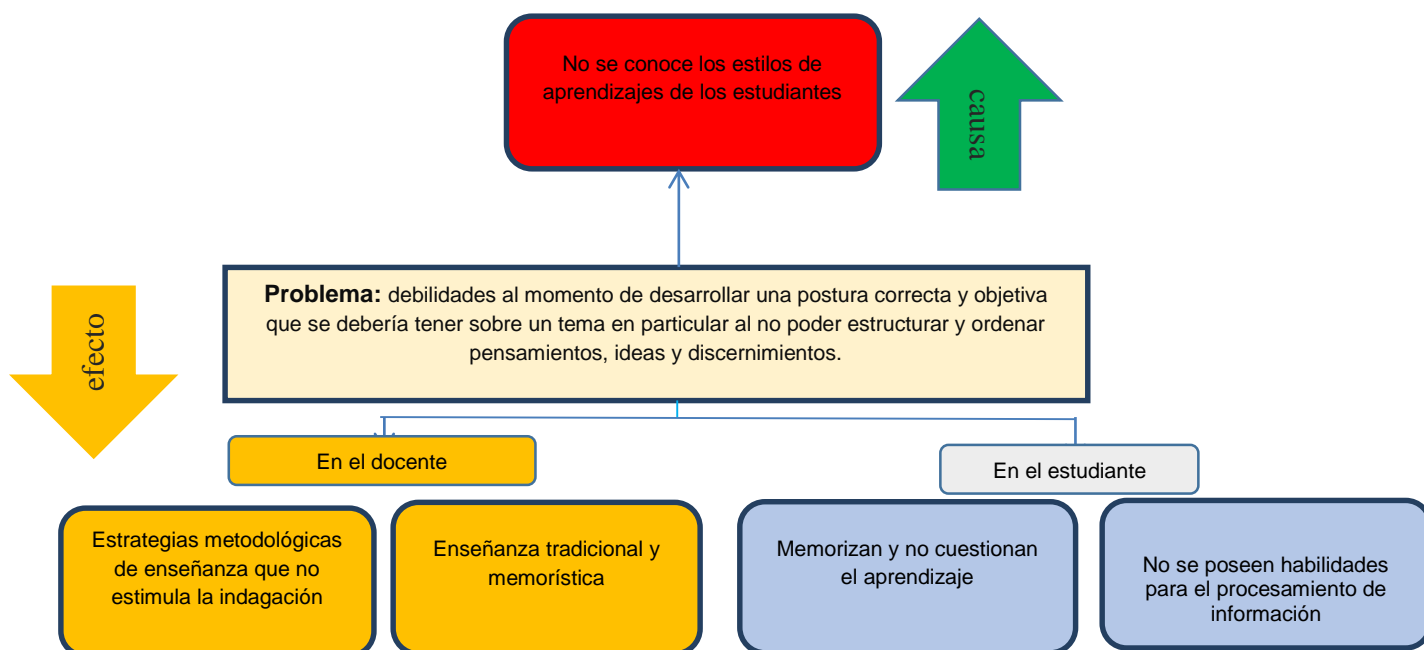 No se conoce los estilos de
aprendizajes de los estudiantes
causa
efecto
Problema: debilidades al momento de desarrollar una postura correcta y objetiva
que se debería tener sobre un tema en particular al no poder estructurar y ordenar
pensamientos, ideas y discernimientos.
En el docente
En el estudiante
Estrategias metodológicas
de enseñanza que no
estimula la indagación
Enseñanza tradicional y
memorística
Memorizan y no cuestionan
el aprendizaje
No se poseen habilidades
para el procesamiento de
información